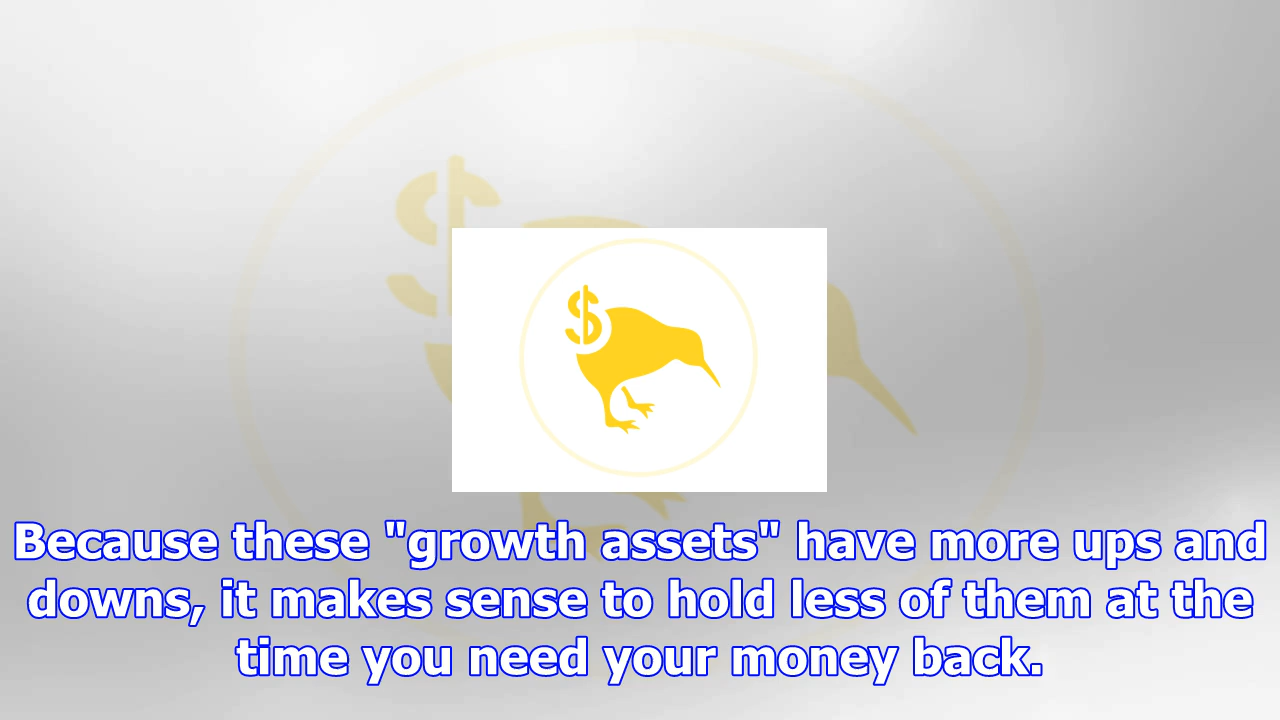 $
Because these "growth assets" have more ups and
downs, it makes sense to hold less of them at the
time you need your money back.